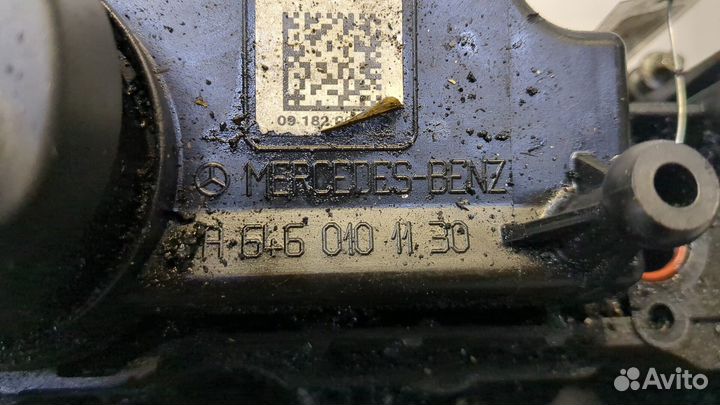 09.182
MERCEDES-BENZ
A 646 010 11 30
Avito